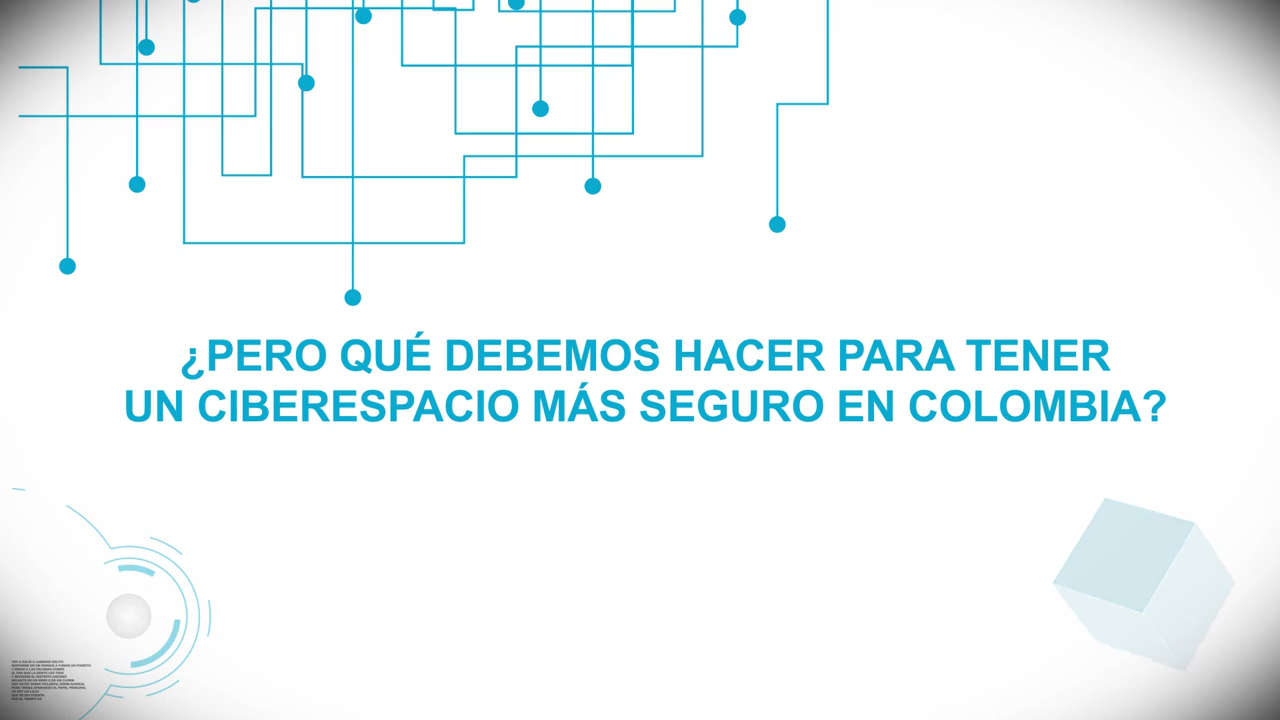 ¿PERO QUÉ DEBEMOS HACER PARA TENER
UN CIBERESPACIO MÁS SEGURO EN COLOMBIA?